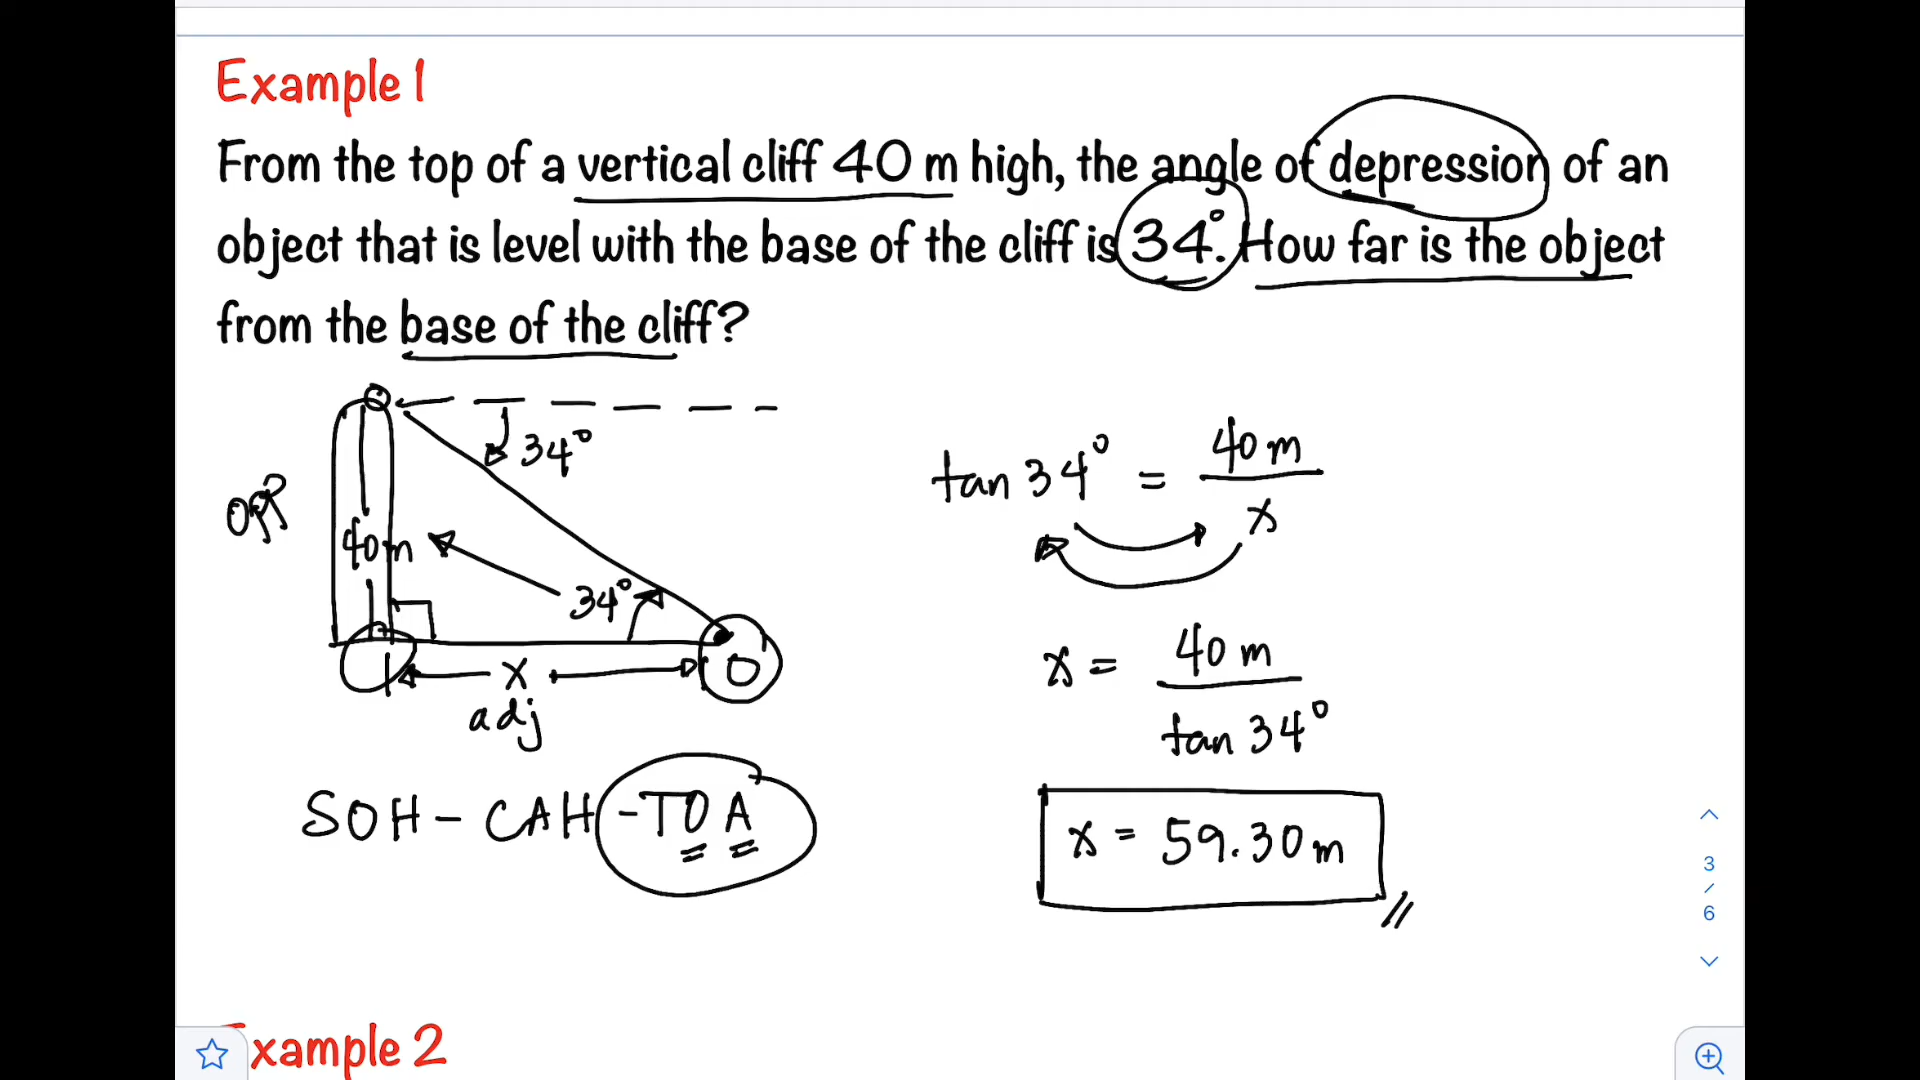 Example 1
From the top of a vertical cliff 40 m high, the angle of depression of an
object that is level with the base of the cliff is 34°. How far is the object
from the base of the cliff?
34°
opp
40m
34°
x
O
adj
SOH - CAH - TOA
tan 34° = 40m / x
x = 40 m / tan 34°
x = 59.30 m
3
/
6
Example 2